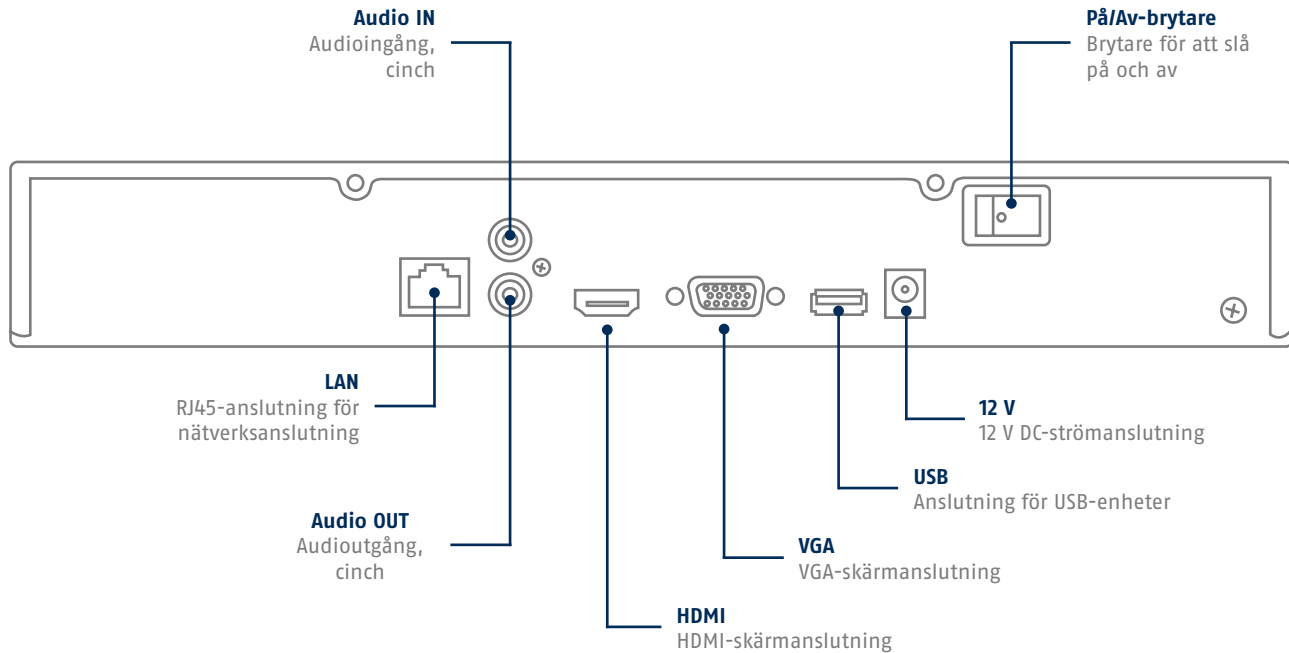 Audio IN
Audioingång,
cinch
På/Av-brytare
Brytare för att slå
på och av
LAN
RJ45-anslutning för
nätverksanslutning
12 V
12 V DC-strömanslutning
USB
Anslutning för USB-enheter
Audio OUT
Audioutgång,
cinch
VGA
VGA-skärmanslutning
HDMI
HDMI-skärmanslutning